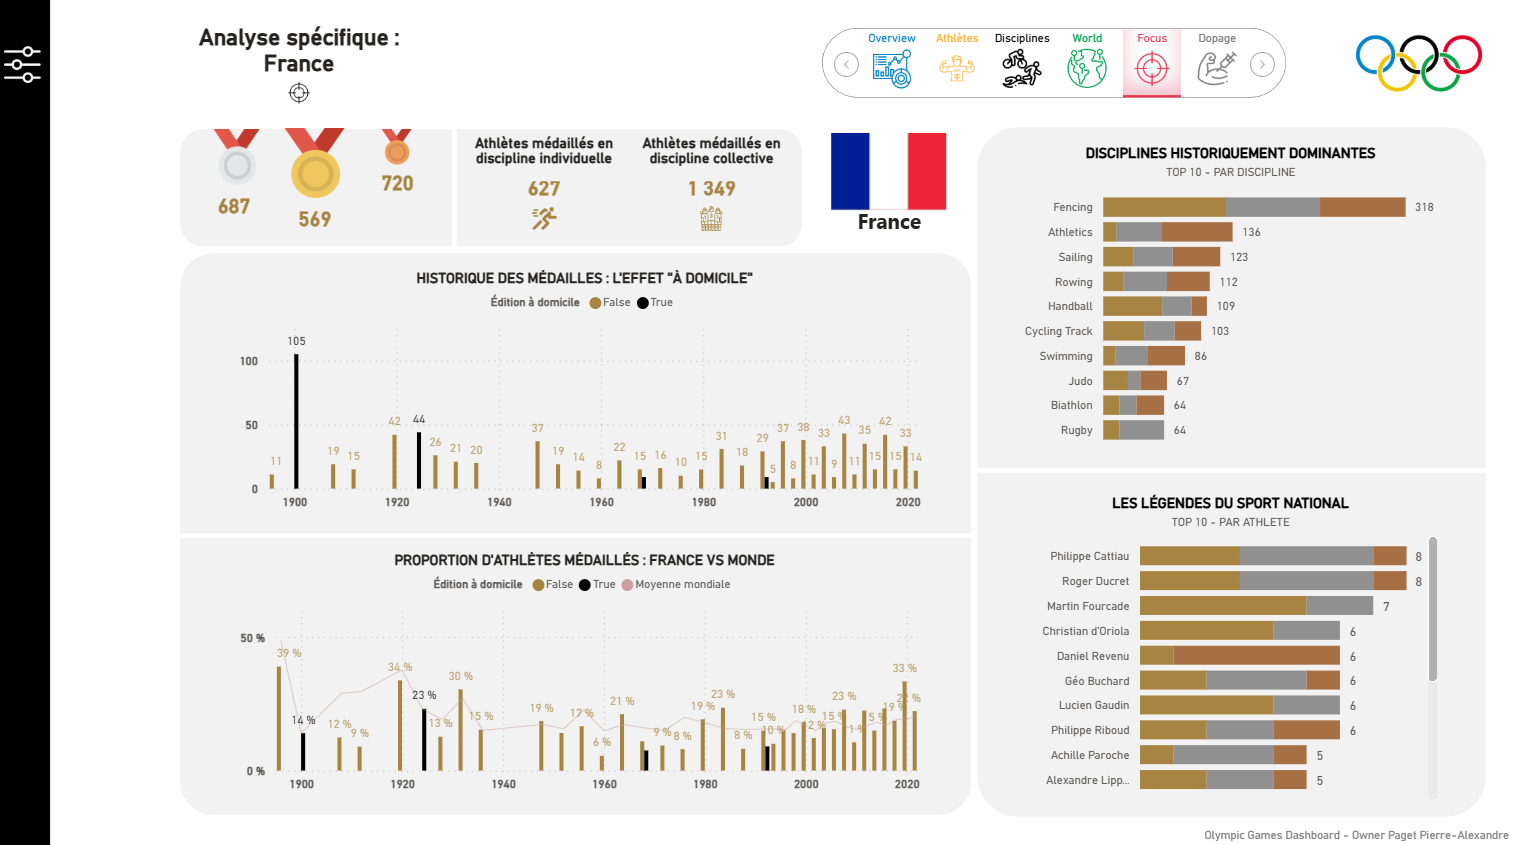 Analyse spécifique :
France
Overview
Athlètes
Disciplines
World
Focus
Dopage
687
569
720
Athlètes médaillés en
discipline individuelle
627
Athlètes médaillés en
discipline collective
1 349
France
HISTORIQUE DES MÉDAILLES : L'EFFET "À DOMICILE"
Édition à domicile False True
100
50
0
11
105
19
15
42
44
26
21
20
37
19
14
8
22
15
16
10
15
31
18
29
5
37
8
38
11
33
9
43
11
35
15
42
15
33
14
1900
1920
1940
1960
1980
2000
2020
PROPORTION D'ATHLÈTES MÉDAILLÉS : FRANCE VS MONDE
Édition à domicile False True Moyenne mondiale
50 %
0 %
39 %
14 %
12 %
9 %
34 %
23 %
13 %
30 %
15 %
19 %
17 %
6 %
21 %
9 %
8 %
19 %
23 %
8 %
15 %
10 %
18 %
15 %
23 %
33 %
1900
1920
1940
1960
1980
2000
2020
DISCIPLINES HISTORIQUEMENT DOMINANTES
TOP 10 - PAR DISCIPLINE
Fencing 318
Athletics 136
Sailing 123
Rowing 112
Handball 109
Cycling Track 103
Swimming 86
Judo 67
Biathlon 64
Rugby 64
LES LÉGENDES DU SPORT NATIONAL
TOP 10 - PAR ATHLETE
Philippe Cattiau 8
Roger Ducret 8
Martin Fourcade 7
Christian d'Oriola 6
Daniel Revenu 6
Géo Buchard 6
Lucien Gaudin 6
Philippe Riboud 6
Achille Paroche 5
Alexandre Lipp... 5
Olympic Games Dashboard - Owner Paget Pierre-Alexandre